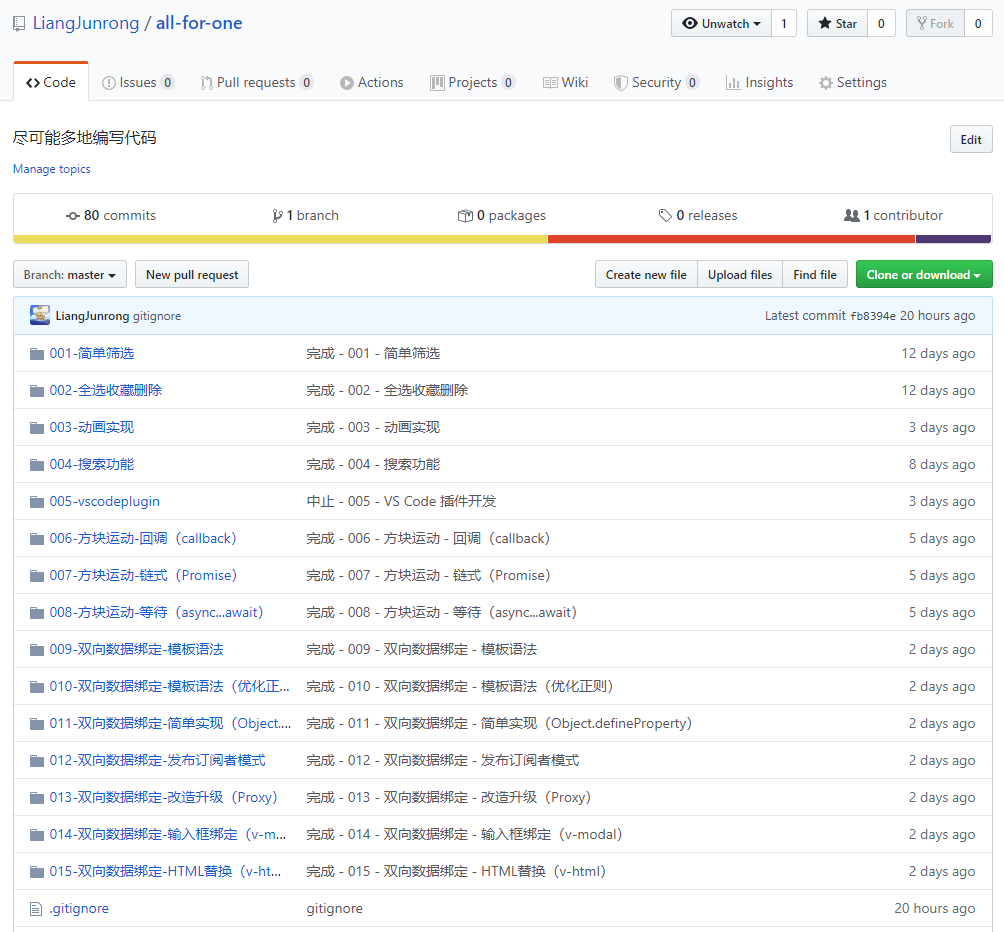 LiangJunrong / all-for-one
Unwatch 1 Star 0 Fork 0
Code Issues 0 Pull requests 0 Actions Projects 0 Wiki Security 0 Insights Settings
尽可能多地编写代码
Edit
Manage topics
80 commits 1 branch 0 packages 0 releases 1 contributor
Branch: master New pull request Create new file Upload files Find file Clone or download
LiangJunrong gitignore Latest commit fb8394e 20 hours ago
001-简单筛选 完成 - 001 - 简单筛选 12 days ago
002-全选收藏删除 完成 - 002 - 全选收藏删除 12 days ago
003-动画实现 完成 - 003 - 动画实现 3 days ago
004-搜索功能 完成 - 004 - 搜索功能 8 days ago
005-vscodeplugin 中止 - 005 - VS Code 插件开发 3 days ago
006-方块运动-回调（callback） 完成 - 006 - 方块运动 - 回调（callback） 5 days ago
007-方块运动-链式（Promise） 完成 - 007 - 方块运动 - 链式（Promise） 5 days ago
008-方块运动-等待（async...await） 完成 - 008 - 方块运动 - 等待（async...await） 5 days ago
009-双向数据绑定-模板语法 完成 - 009 - 双向数据绑定 - 模板语法 2 days ago
010-双向数据绑定-模板语法（优化正... 完成 - 010 - 双向数据绑定 - 模板语法（优化正则） 2 days ago
011-双向数据绑定-简单实现（Object.... 完成 - 011 - 双向数据绑定 - 简单实现（Object.defineProperty） 2 days ago
012-双向数据绑定-发布订阅者模式 完成 - 012 - 双向数据绑定 - 发布订阅者模式 2 days ago
013-双向数据绑定-改造升级（Proxy） 完成 - 013 - 双向数据绑定 - 改造升级（Proxy） 2 days ago
014-双向数据绑定-输入框绑定（v-m... 完成 - 014 - 双向数据绑定 - 输入框绑定（v-modal） 2 days ago
015-双向数据绑定-HTML替换（v-ht... 完成 - 015 - 双向数据绑定 - HTML替换（v-html） 2 days ago
.gitignore gitignore 20 hours ago